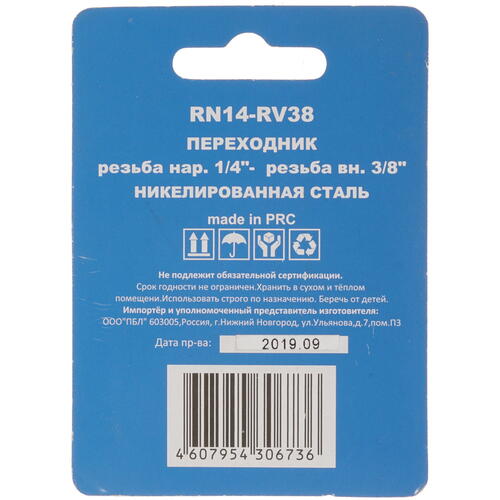 RN14-RV38
ПЕРЕХОДНИК
резьба нар. 1/4"- резьба вн. 3/8"
НИКЕЛИРОВАННАЯ СТАЛЬ
made in PRC
Не подлежит обязательной сертификации.
Срок годности не ограничен.Хранить в сухом и тёплом
помещени.Использовать строго по назначению. Беречь от детей.
Импортёр и уполномоченный представитель изготовителя:
ООО"ПБЛ" 603005,Россия, г.Нижний Новгород, ул.Ульянова,д.7,пом.П3
Дата пр-ва: 2019.09
4 607954 306736